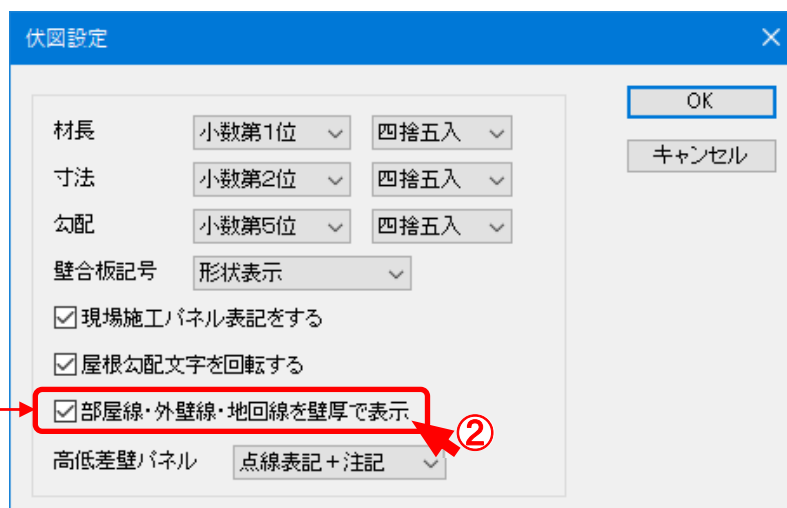 伏図設定
OK
キャンセル
材長 小数第1位 四捨五入
寸法 小数第2位 四捨五入
勾配 小数第5位 四捨五入
壁合板記号 形状表示
現場施工パネル表記をする
屋根勾配文字を回転する
部屋線・外壁線・地回線を壁厚で表示
②
高低差壁パネル 点線表記＋注記